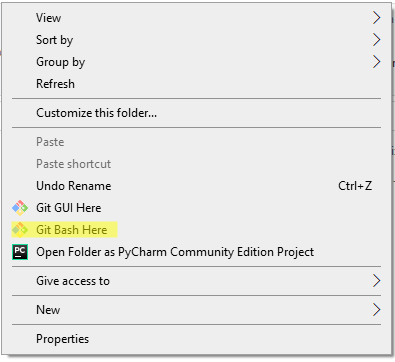 View
Sort by
Group by
Refresh
Customize this folder...
Paste
Paste shortcut
Undo Rename Ctrl+Z
Git GUI Here
Git Bash Here
PC Open Folder as PyCharm Community Edition Project
Give access to
New
Properties